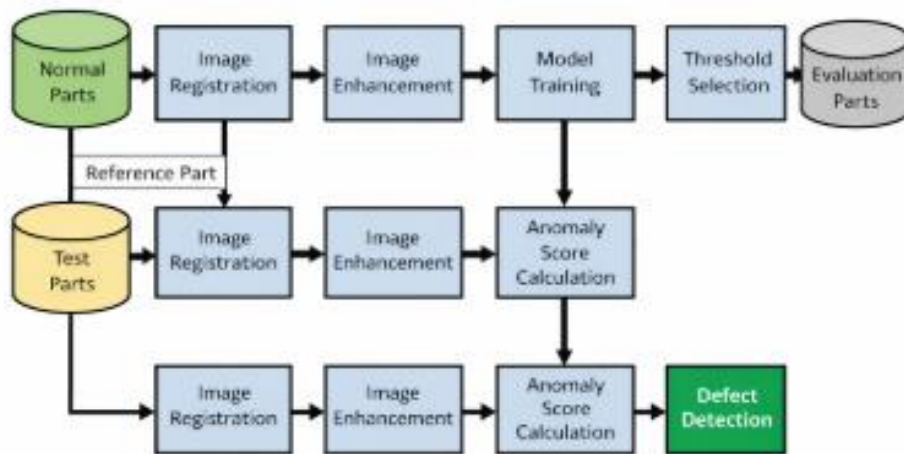 Normal
Parts
Image
Registration
Image
Enhancement
Model
Training
Threshold
Selection
Evaluation
Parts
Reference Part
Test
Parts
Image
Registration
Image
Enhancement
Anomaly
Score
Calculation
Image
Registration
Image
Enhancement
Anomaly
Score
Calculation
Defect
Detection